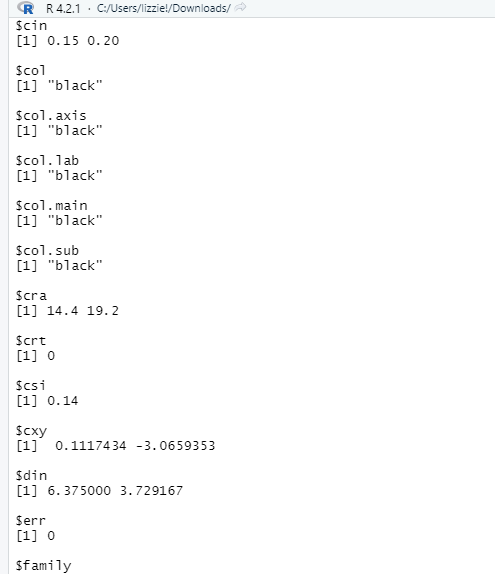 R 4.2.1 · C:/Users/lizziel/Downloads/
$cin
[1] 0.15 0.20
$col
[1] "black"
$col.axis
[1] "black"
$col.lab
[1] "black"
$col.main
[1] "black"
$col.sub
[1] "black"
$cra
[1] 14.4 19.2
$crt
[1] 0
$csi
[1] 0.14
$cxy
[1]  0.1117434 -3.0659353
$din
[1] 6.375000 3.729167
$err
[1] 0
$family